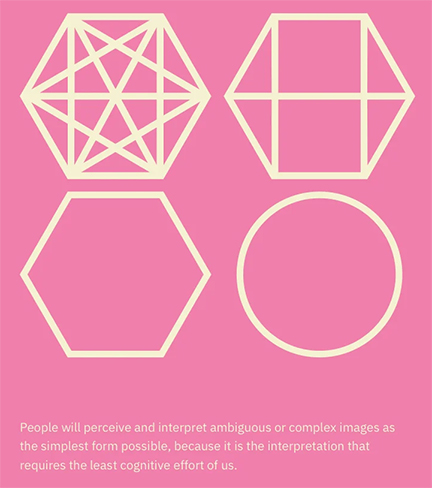 People will perceive and interpret ambiguous or complex images as
the simplest form possible, because it is the interpretation that
requires the least cognitive effort of us.